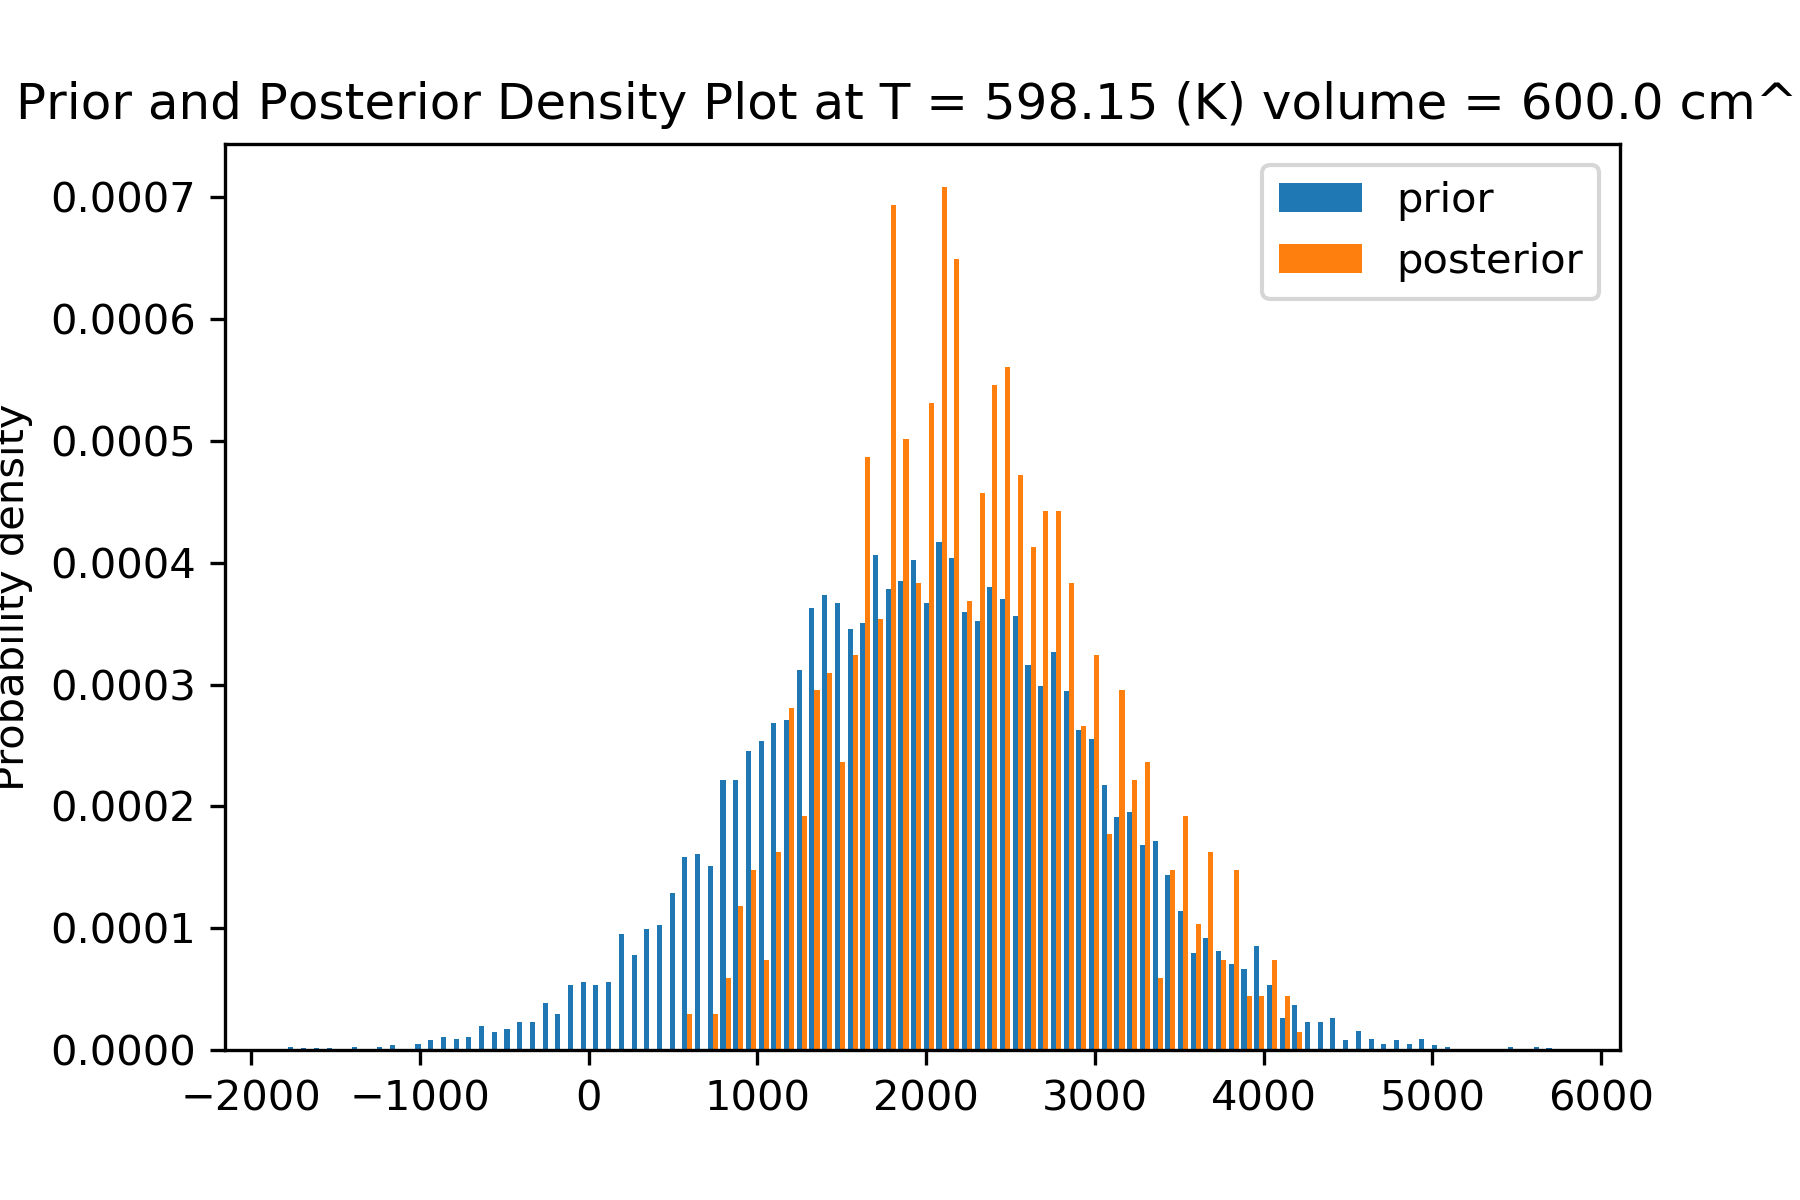 Prior and Posterior Density Plot at T = 598.15 (K) volume = 600.0 cm^
prior
posterior
Probability density
0.0007
0.0006
0.0005
0.0004
0.0003
0.0002
0.0001
0.0000
−2000 −1000 0 1000 2000 3000 4000 5000 6000